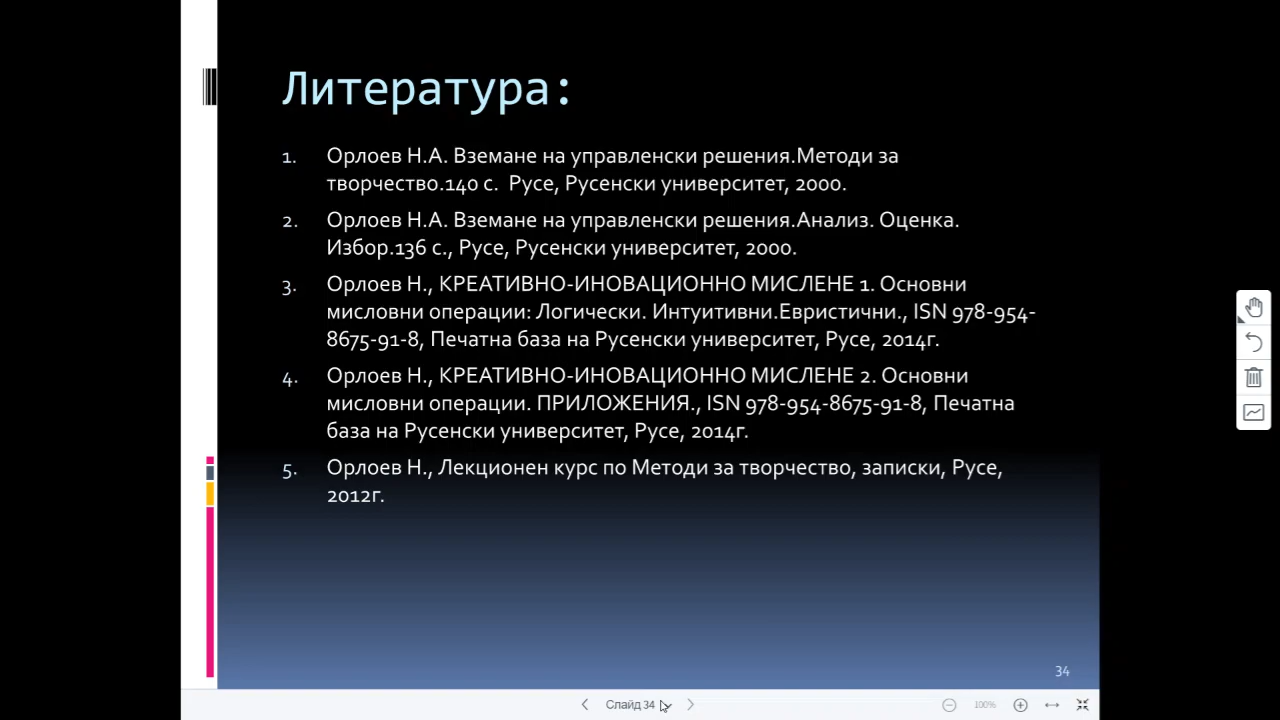 Литература:
1. Орлоев Н.А. Вземане на управленски решения.Методи за
творчество.140 с.  Русе, Русенски университет, 2000.
2. Орлоев Н.А. Вземане на управленски решения.Анализ. Оценка.
Избор.136 с., Русе, Русенски университет, 2000.
3. Орлоев Н., КРЕАТИВНО-ИНОВАЦИОННО МИСЛЕНЕ 1. Основни
мисловни операции: Логически. Интуитивни.Евристични., ISN 978-954-
8675-91-8, Печатна база на Русенски университет, Русе, 2014г.
4. Орлоев Н., КРЕАТИВНО-ИНОВАЦИОННО МИСЛЕНЕ 2. Основни
мисловни операции. ПРИЛОЖЕНИЯ., ISN 978-954-8675-91-8, Печатна
база на Русенски университет, Русе, 2014г.
5. Орлоев Н., Лекционен курс по Методи за творчество, записки, Русе,
2012г.
34
Слайд 34
100%